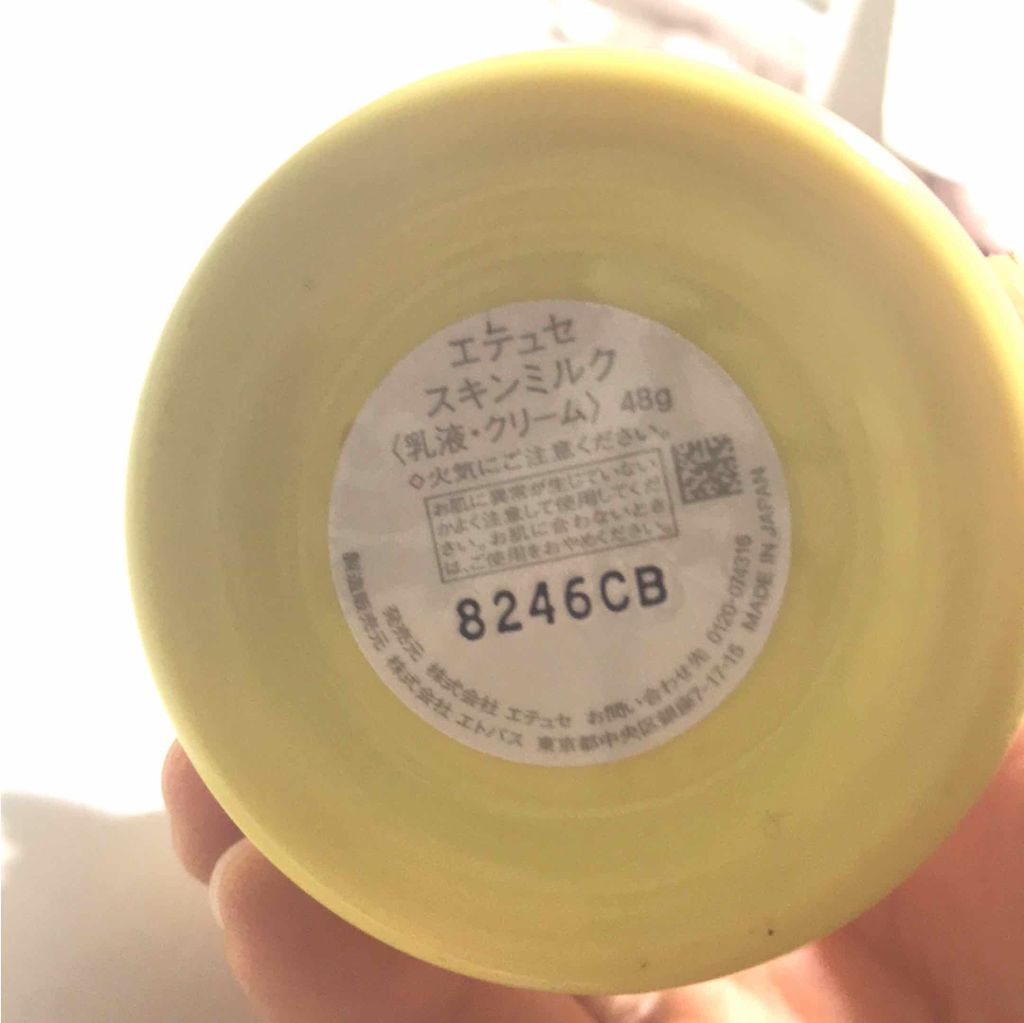 エテュセ
スキンミルク
〈乳液・クリーム〉 48g
◇火気にご注意ください。
お肌に異常が生じていない
かよく注意して使用してくだ
さい。お肌に合わないとき
は、ご使用をおやめください。
8246CB
発売元 株式会社 エテュセ お問い合わせ先 0120-074316
製造販売元 株式会社 エトバス 東京都中央区銀座7-17-15 MADE IN JAPAN